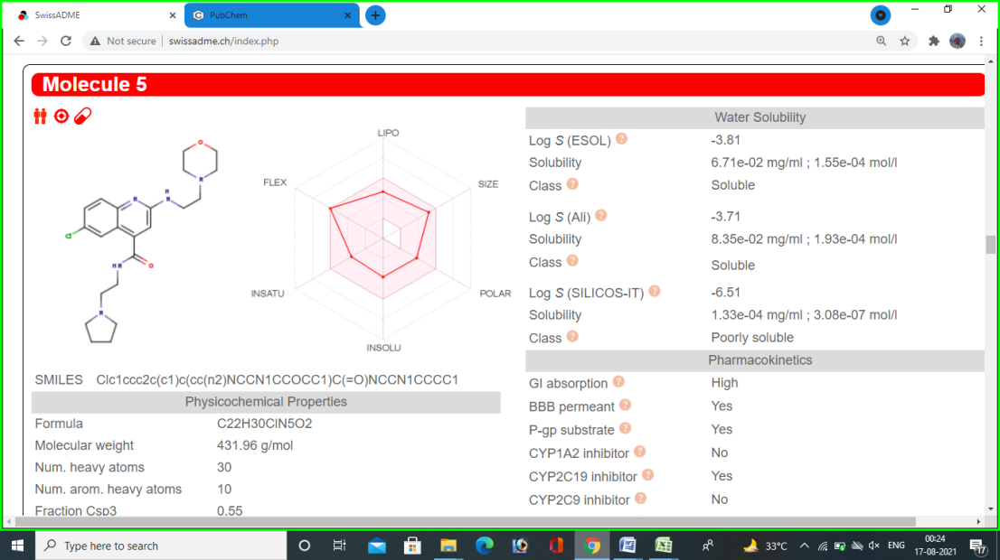 SwissADME
PubChem
Not secure
swissadme.ch/index.php
Molecule 5
LIPO
FLEX
SIZE
INSATU
POLAR
INSOLU
O
N
N
H
N
Cl
HN
O
N
SMILES Clc1ccc2c(c1)c(cc(n2)NCCN1CCOCC1)C(=O)NCCN1CCCC1
Physicochemical Properties
Formula C22H30ClN5O2
Molecular weight 431.96 g/mol
Num. heavy atoms 30
Num. arom. heavy atoms 10
Fraction Csp3 0.55
Water Solubility
Log S (ESOL) ? -3.81
Solubility 6.71e-02 mg/ml ; 1.55e-04 mol/l
Class ? Soluble
Log S (Ali) ? -3.71
Solubility 8.35e-02 mg/ml ; 1.93e-04 mol/l
Class ? Soluble
Log S (SILICOS-IT) ? -6.51
Solubility 1.33e-04 mg/ml ; 3.08e-07 mol/l
Class ? Poorly soluble
Pharmacokinetics
GI absorption ? High
BBB permeant ? Yes
P-gp substrate ? Yes
CYP1A2 inhibitor ? No
CYP2C19 inhibitor ? Yes
CYP2C9 inhibitor ? No
Type here to search
33°C
ENG
00:24
17-08-2021
17